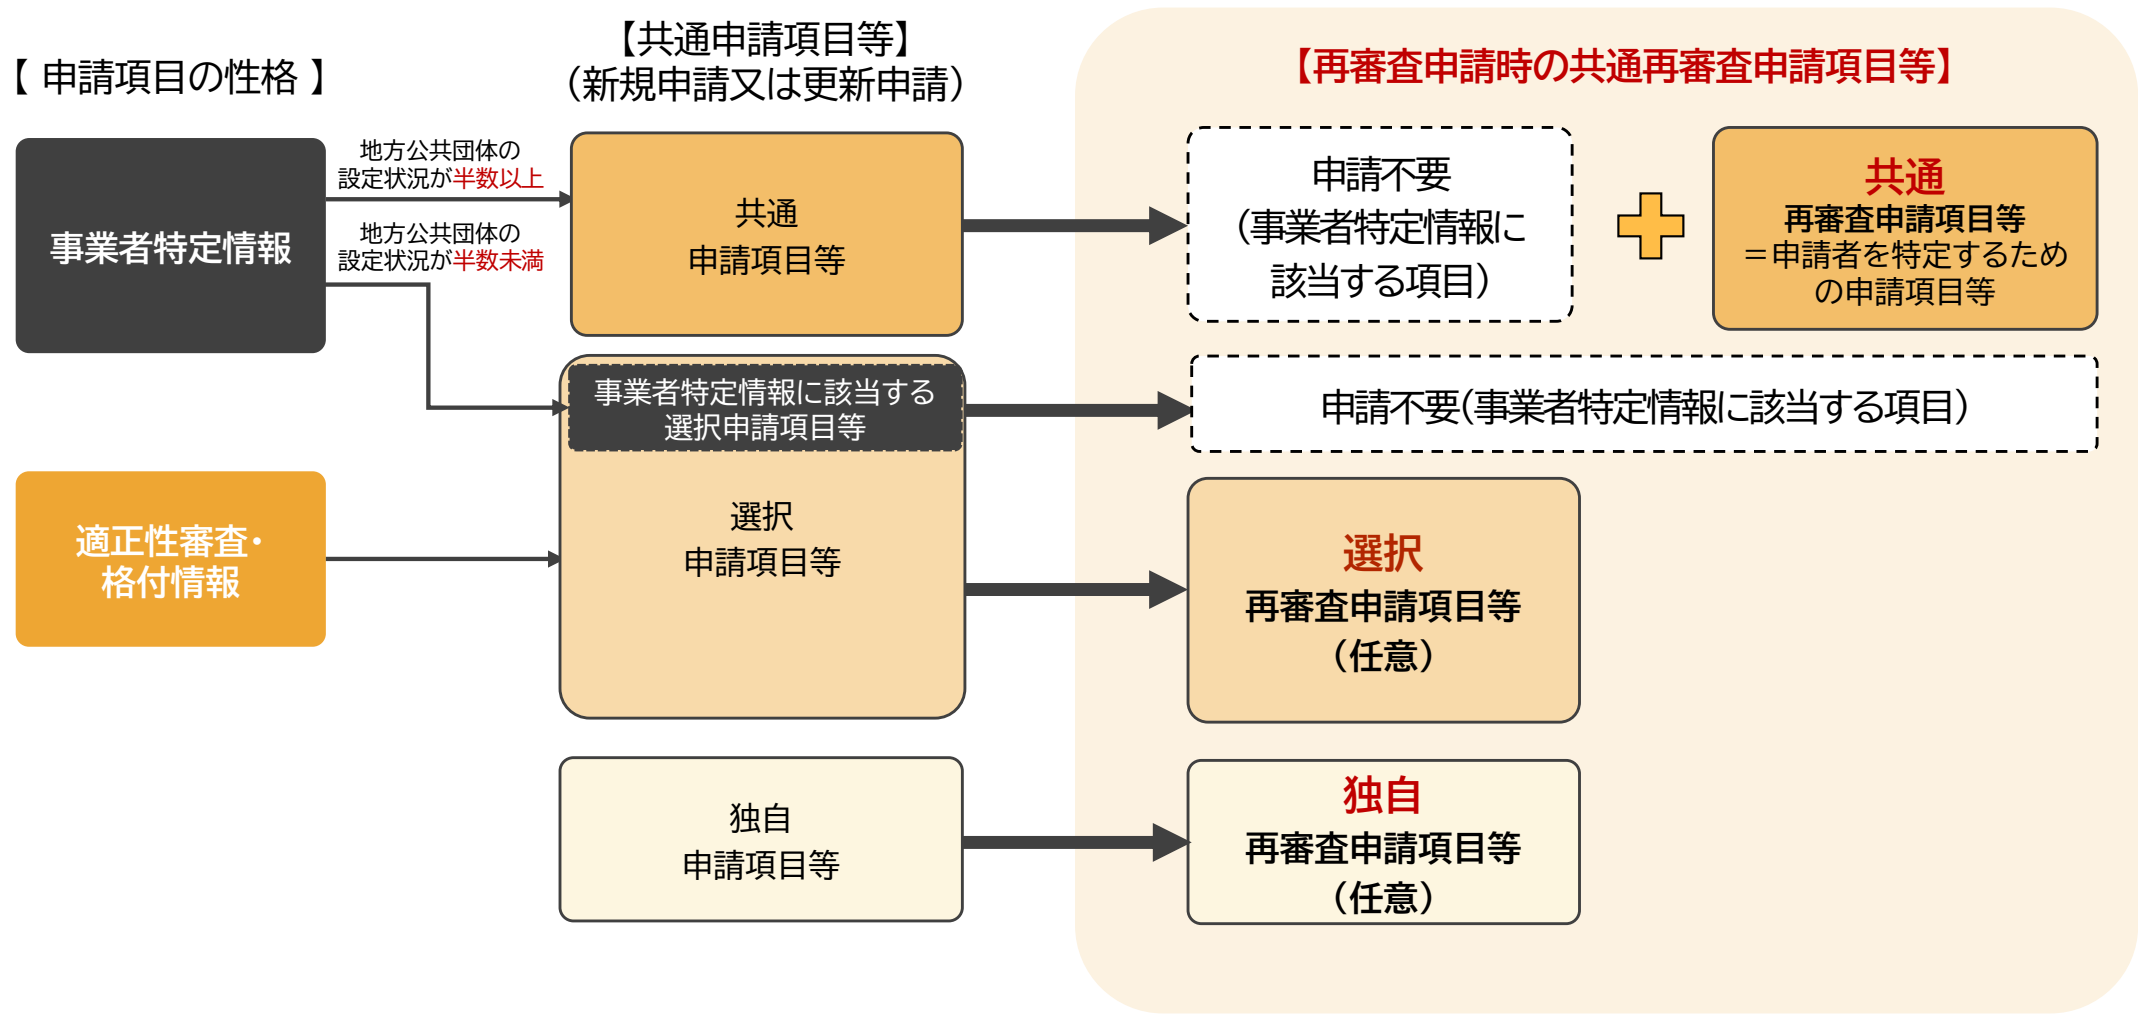 【 申請項目の性格 】
事業者特定情報
適正性審査・
格付情報
地方公共団体の
設定状況が半数以上
地方公共団体の
設定状況が半数未満
【共通申請項目等】
（新規申請又は更新申請）
共通
申請項目等
事業者特定情報に該当する
選択申請項目等
選択
申請項目等
独自
申請項目等
【再審査申請時の共通再審査申請項目等】
申請不要
（事業者特定情報に
該当する項目）
共通
再審査申請項目等
＝申請者を特定するため
の申請項目等
申請不要（事業者特定情報に該当する項目）
選択
再審査申請項目等
（任意）
独自
再審査申請項目等
（任意）